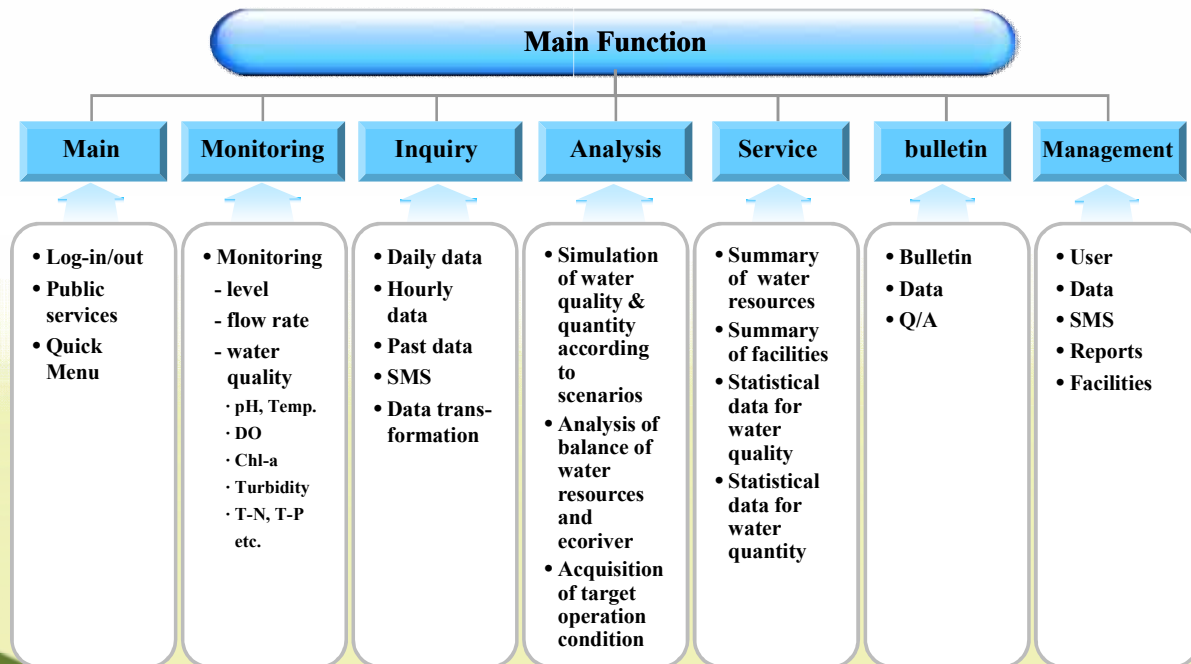 Main Function
Main
Monitoring
Inquiry
Analysis
Service
bulletin
Management
• Log-in/out
• Public
services
• Quick
Menu
• Monitoring
- level
- flow rate
- water
quality
· pH, Temp.
· DO
· Chl-a
· Turbidity
· T-N, T-P
etc.
• Daily data
• Hourly
data
• Past data
• SMS
• Data trans-
formation
• Simulation
of water
quality &
quantity
according
to
scenarios
• Analysis of
balance of
water
resources
and
ecoriver
• Acquisition
of target
operation
condition
• Summary
of water
resources
• Summary
of facilities
• Statistical
data for
water
quality
• Statistical
data for
water
quantity
• Bulletin
• Data
• Q/A
• User
• Data
• SMS
• Reports
• Facilities